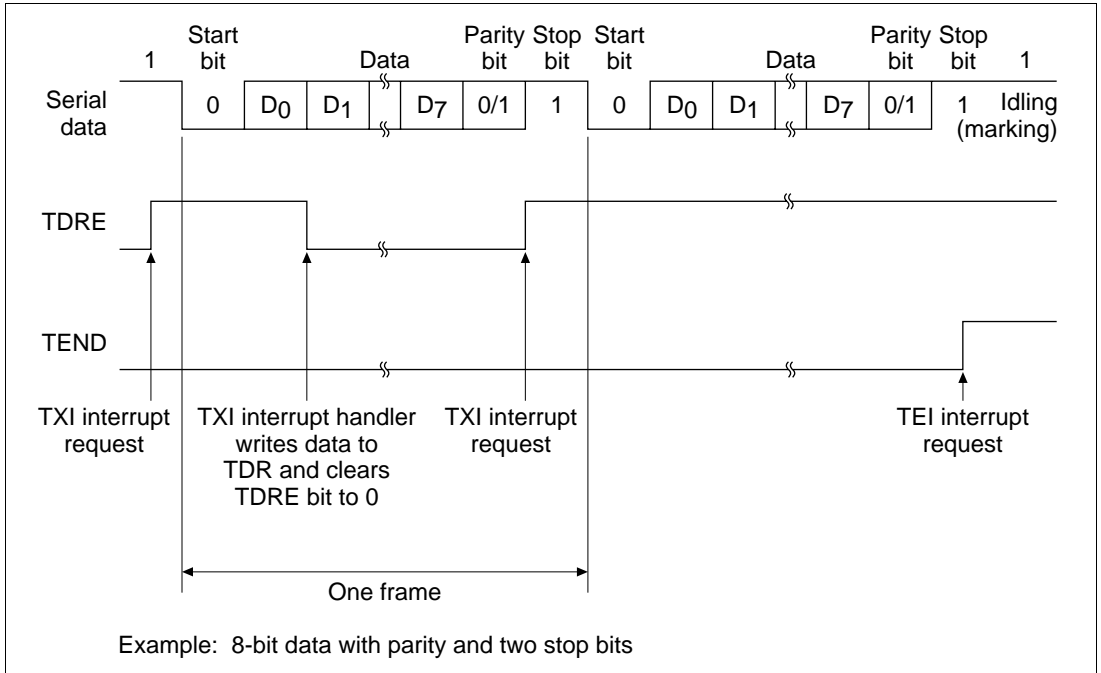 Start Parity Stop Start Parity Stop
1 bit Data bit bit bit Data bit bit 1
Serial data
0 D0 D1 D7 0/1 1 0 D0 D1 D7 0/1 1 Idling (marking)
TDRE
TEND
TXI interrupt request
TXI interrupt handler writes data to TDR and clears TDRE bit to 0
TXI interrupt request
TEI interrupt request
One frame
Example: 8-bit data with parity and two stop bits